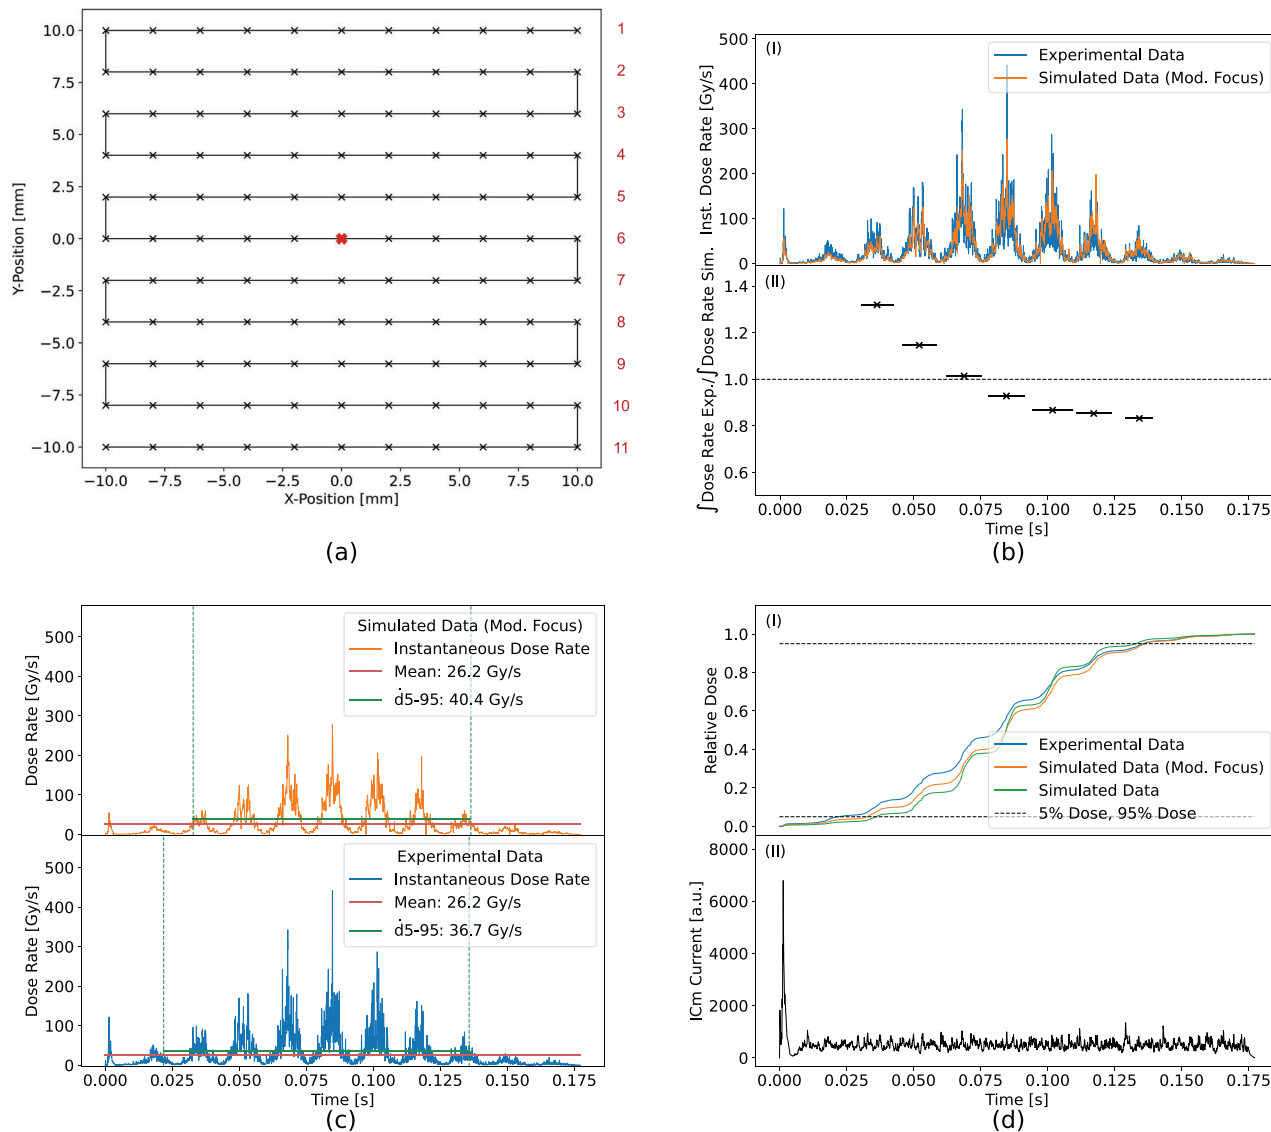 10.0
7.5
5.0
2.5
0.0
−2.5
−5.0
−7.5
−10.0
Y-Position [mm]
1
2
3
4
5
6
7
8
9
10
11
−10.0 −7.5 −5.0 −2.5 0.0 2.5 5.0 7.5 10.0
X-Position [mm]
(a)
(I)
Experimental Data
Simulated Data (Mod. Focus)
500
400
300
200
100
0
Inst. Dose Rate [Gy/s]
(II)
1.4
1.2
1.0
0.8
0.6
∫Dose Rate Exp./∫Dose Rate Sim.
0.000 0.025 0.050 0.075 0.100 0.125 0.150 0.175
Time [s]
(b)
Simulated Data (Mod. Focus)
Instantaneous Dose Rate
Mean: 26.2 Gy/s
ḋ5-95: 40.4 Gy/s
500
400
300
200
100
0
Dose Rate [Gy/s]
Experimental Data
Instantaneous Dose Rate
Mean: 26.2 Gy/s
ḋ5-95: 36.7 Gy/s
500
400
300
200
100
0
Dose Rate [Gy/s]
0.000 0.025 0.050 0.075 0.100 0.125 0.150 0.175
Time [s]
(c)
(I)
1.0
0.8
0.6
0.4
0.2
0.0
Relative Dose
Experimental Data
Simulated Data (Mod. Focus)
Simulated Data
5% Dose, 95% Dose
(II)
8000
6000
4000
2000
0
ICm Current [a.u.]
0.000 0.025 0.050 0.075 0.100 0.125 0.150 0.175
Time [s]
(d)